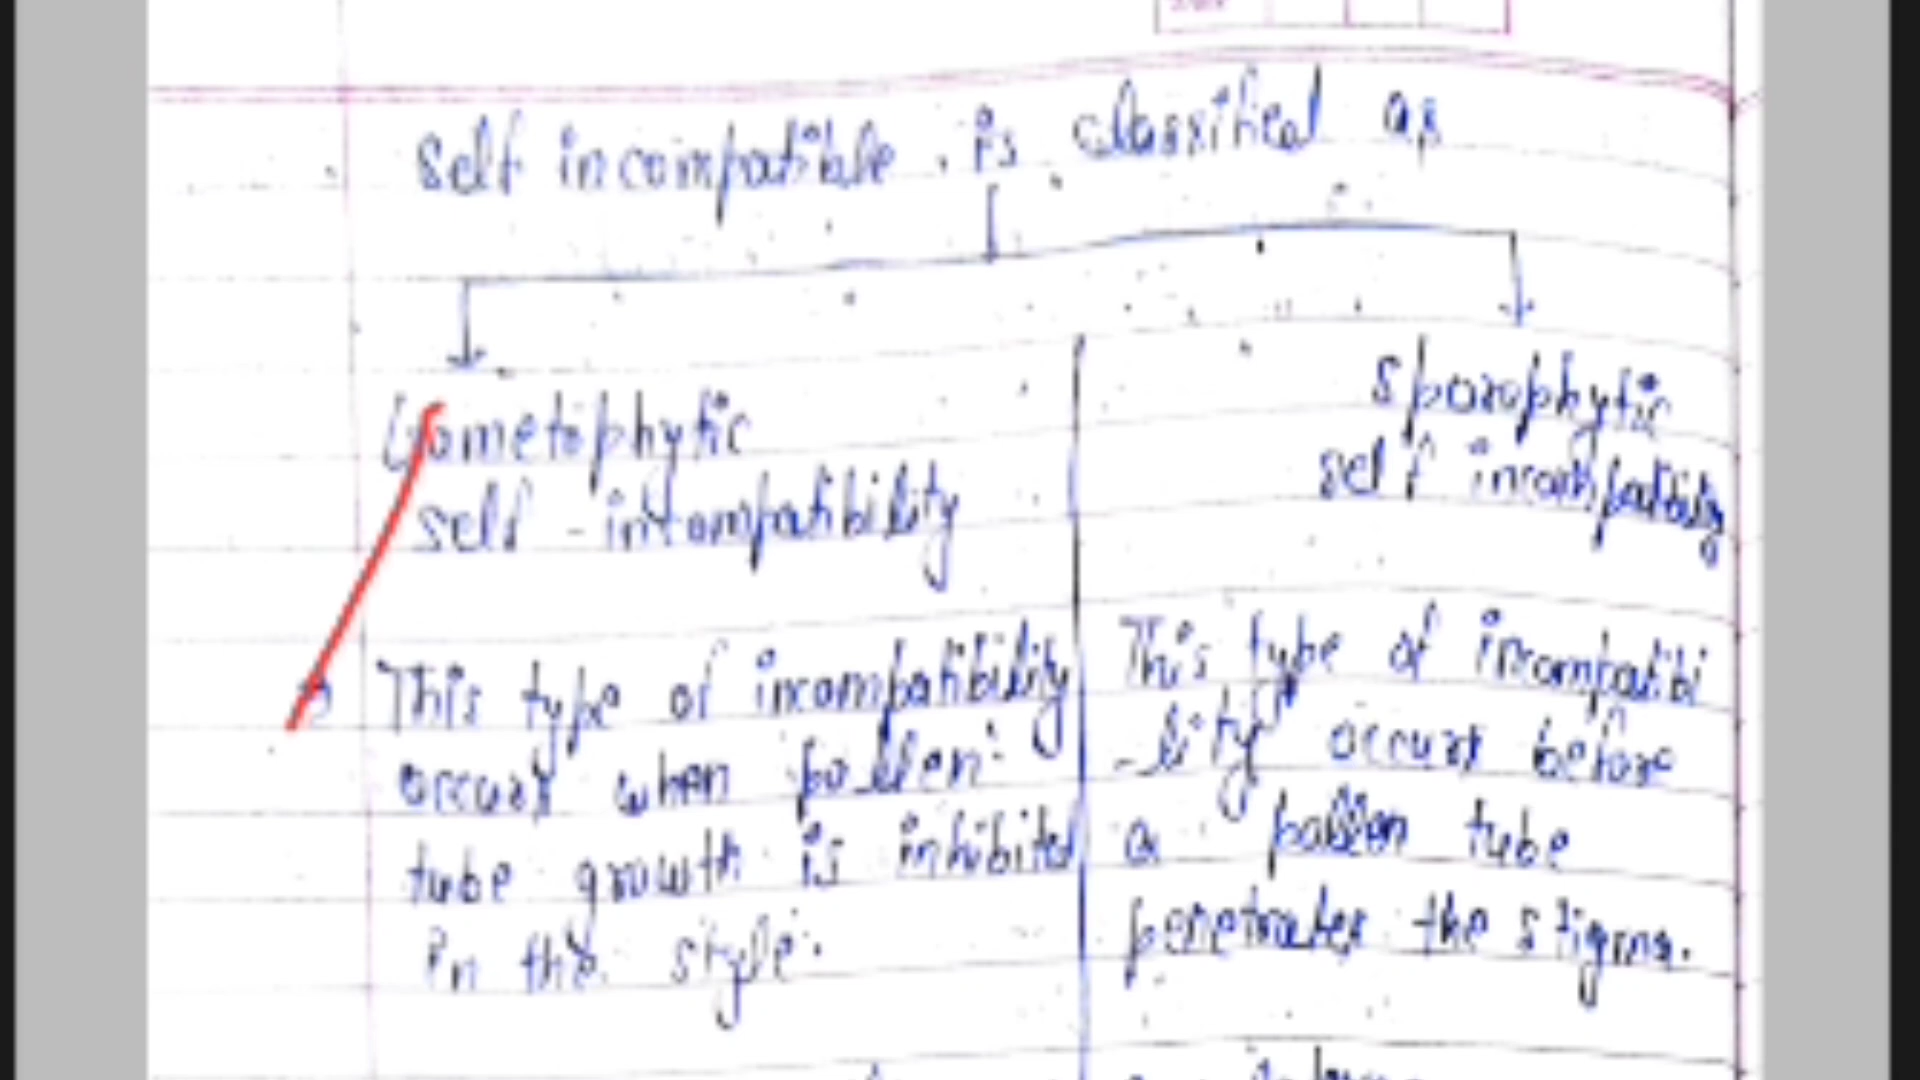 self incompatible is classified as
Gametophytic
self - incompatibility
Sporophytic
self incompatibility
This type of incompatibility
occurs when pollen
tube growth is inhibited
in the style.
This type of incompatibi
-lity occurs before
a pollen tube
penetrates the stigma.